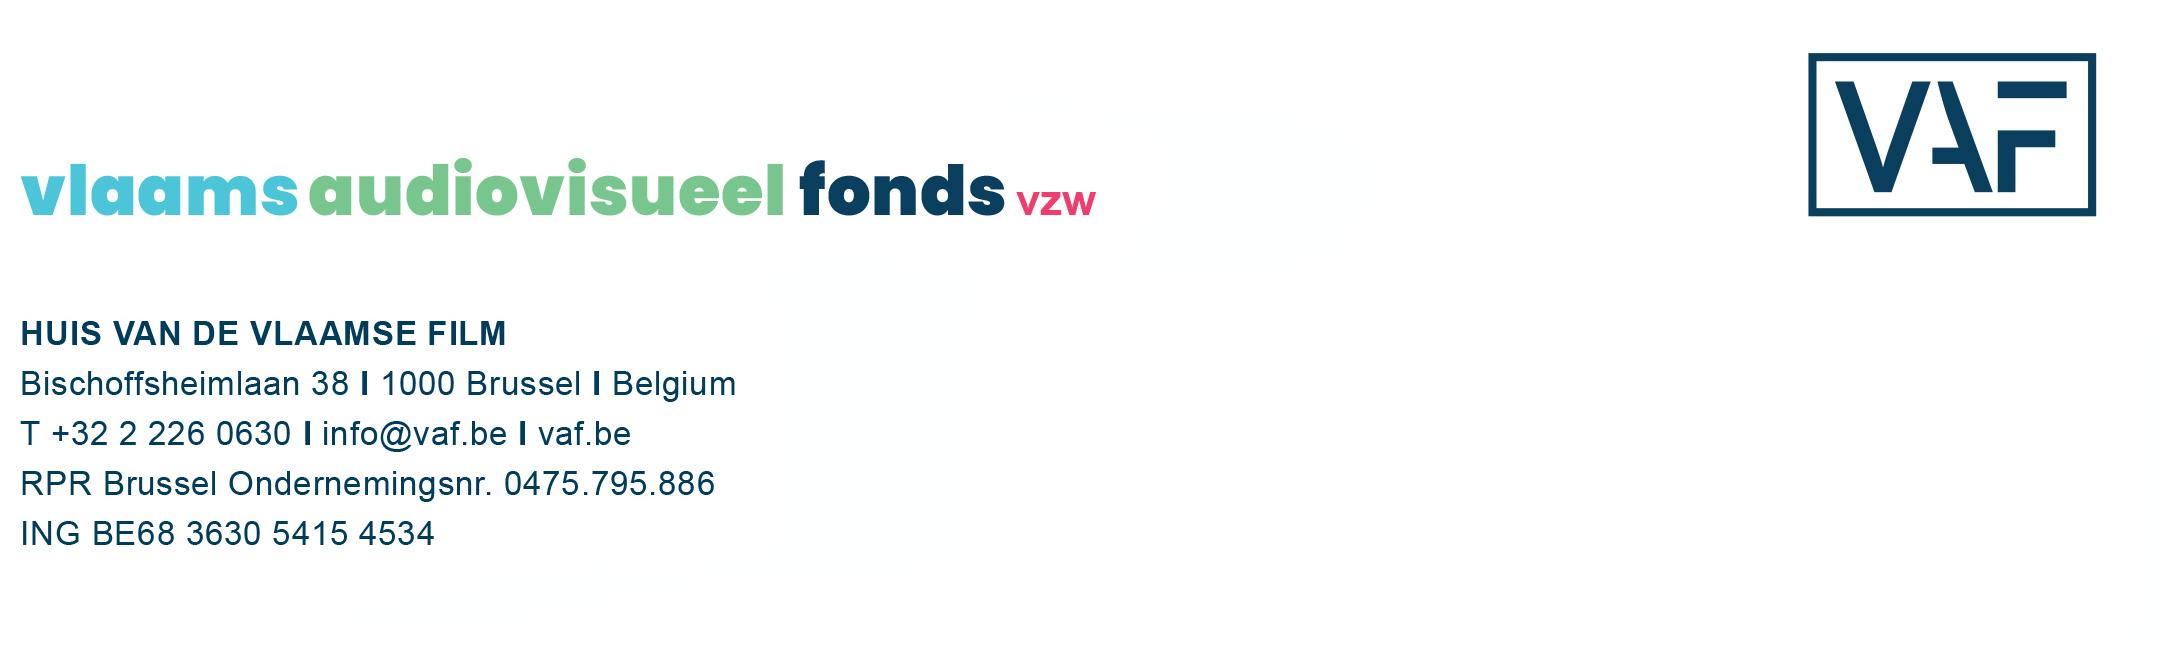 VAF
vlaams audiovisueel fonds vzw
HUIS VAN DE VLAAMSE FILM
Bischoffsheimlaan 38 I 1000 Brussel I Belgium
T +32 2 226 0630 I info@vaf.be I vaf.be
RPR Brussel Ondernemingsnr. 0475.795.886
ING BE68 3630 5415 4534